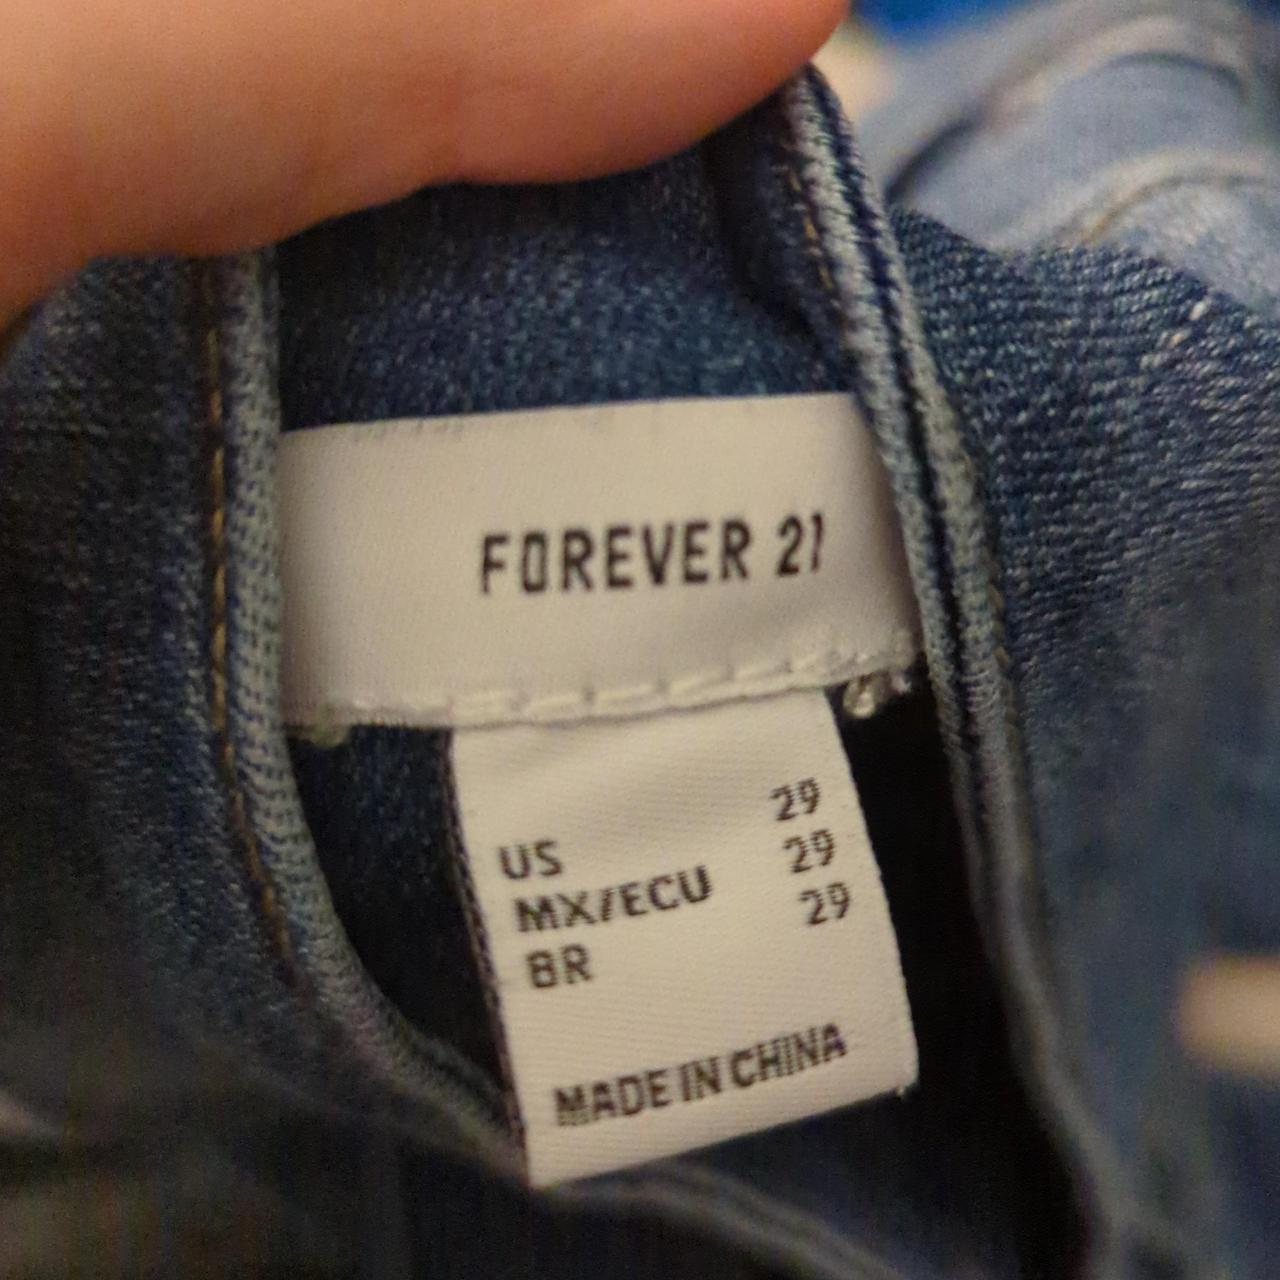 FOREVER 21
US 29
MX/ECU 29
BR 29
MADE IN CHINA